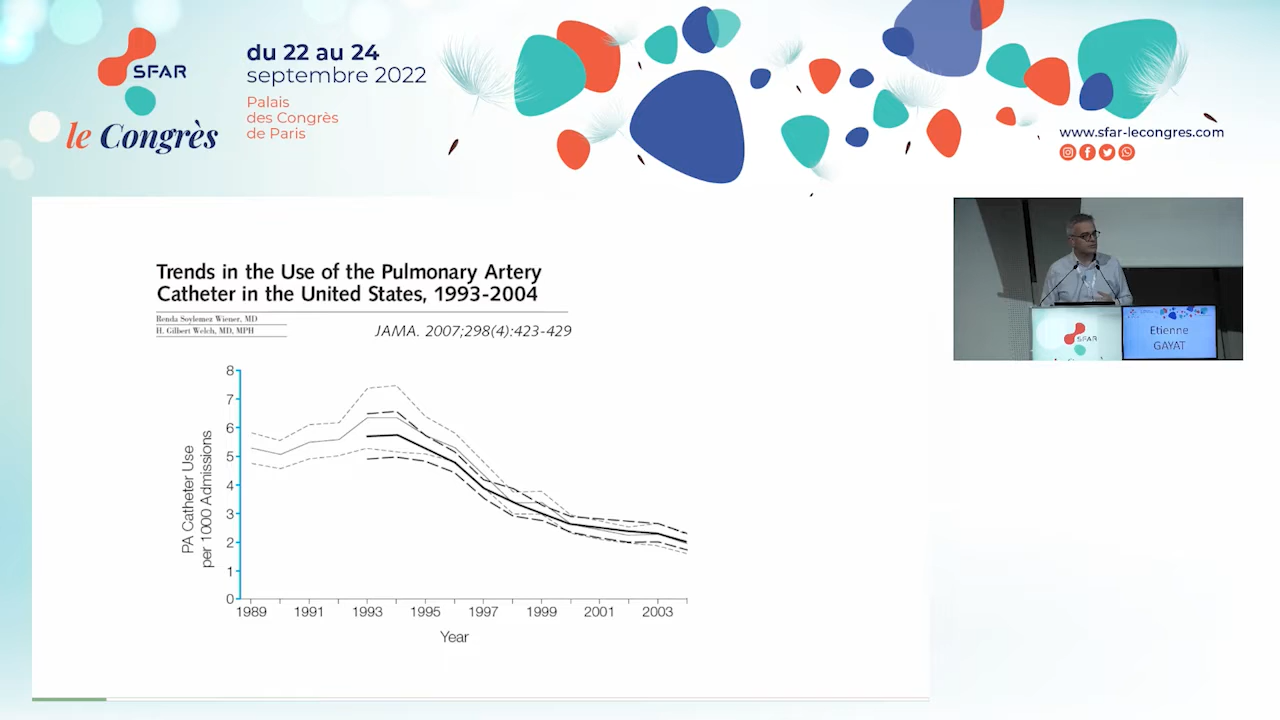 SFAR
le Congrès
du 22 au 24
septembre 2022
Palais
des Congrès
de Paris
www.sfar-lecongres.com
Trends in the Use of the Pulmonary Artery
Catheter in the United States, 1993-2004
Renda Soylemez Wiener, MD
H. Gilbert Welch, MD, MPH
JAMA. 2007;298(4):423-429
PA Catheter Use
per 1000 Admissions
8
7
6
5
4
3
2
1
0
1989
1991
1993
1995
1997
1999
2001
2003
Year
SFAR
Etienne
GAYAT